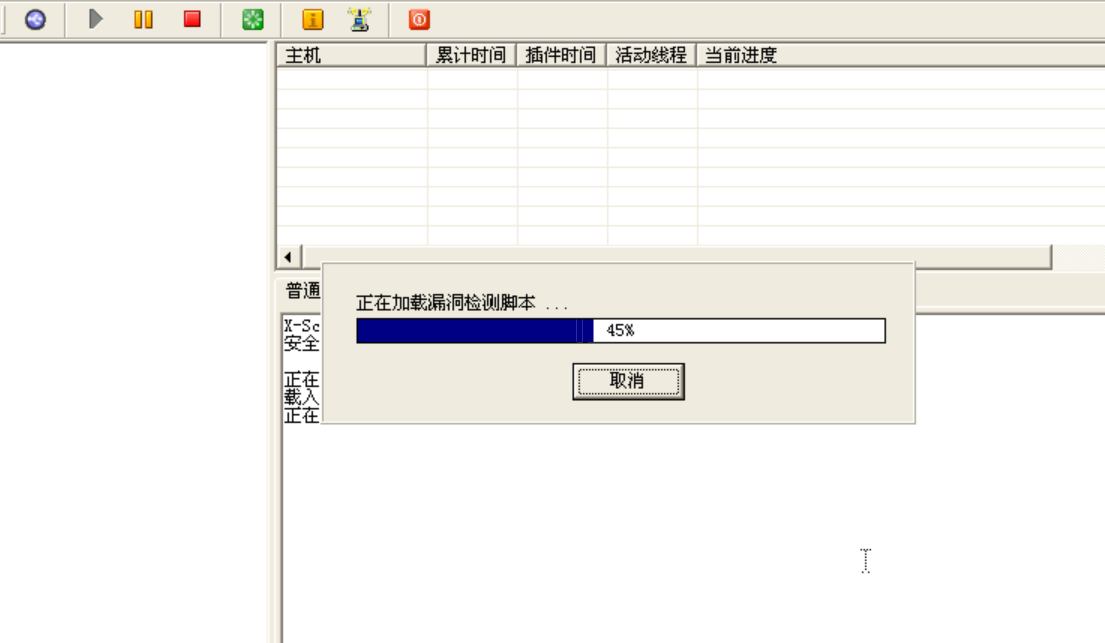 主机 累计时间 插件时间 活动线程 当前进度
正在加载漏洞检测脚本 ...
45%
取消
普通
X-Sc
安全
正在
载入
正在